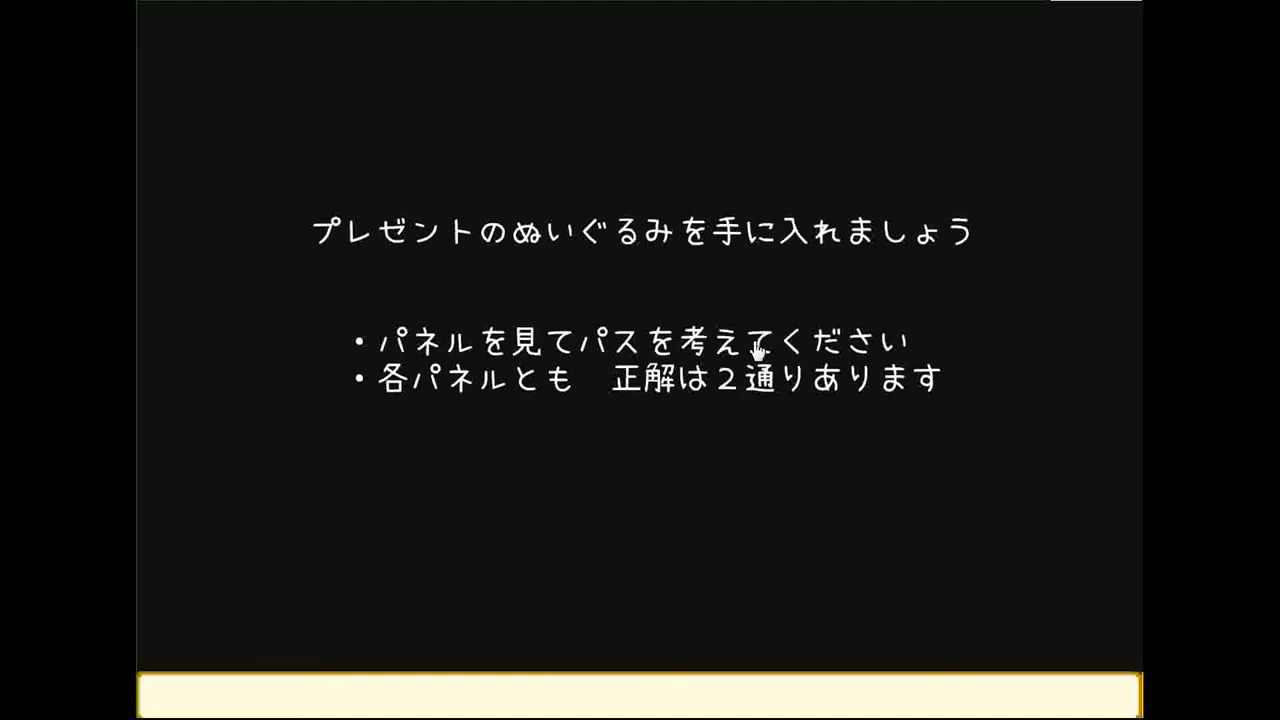 プレゼントのぬいぐるみを手に入れましょう
・パネルを見てパスを考えてください
・各パネルとも　正解は２通りあります